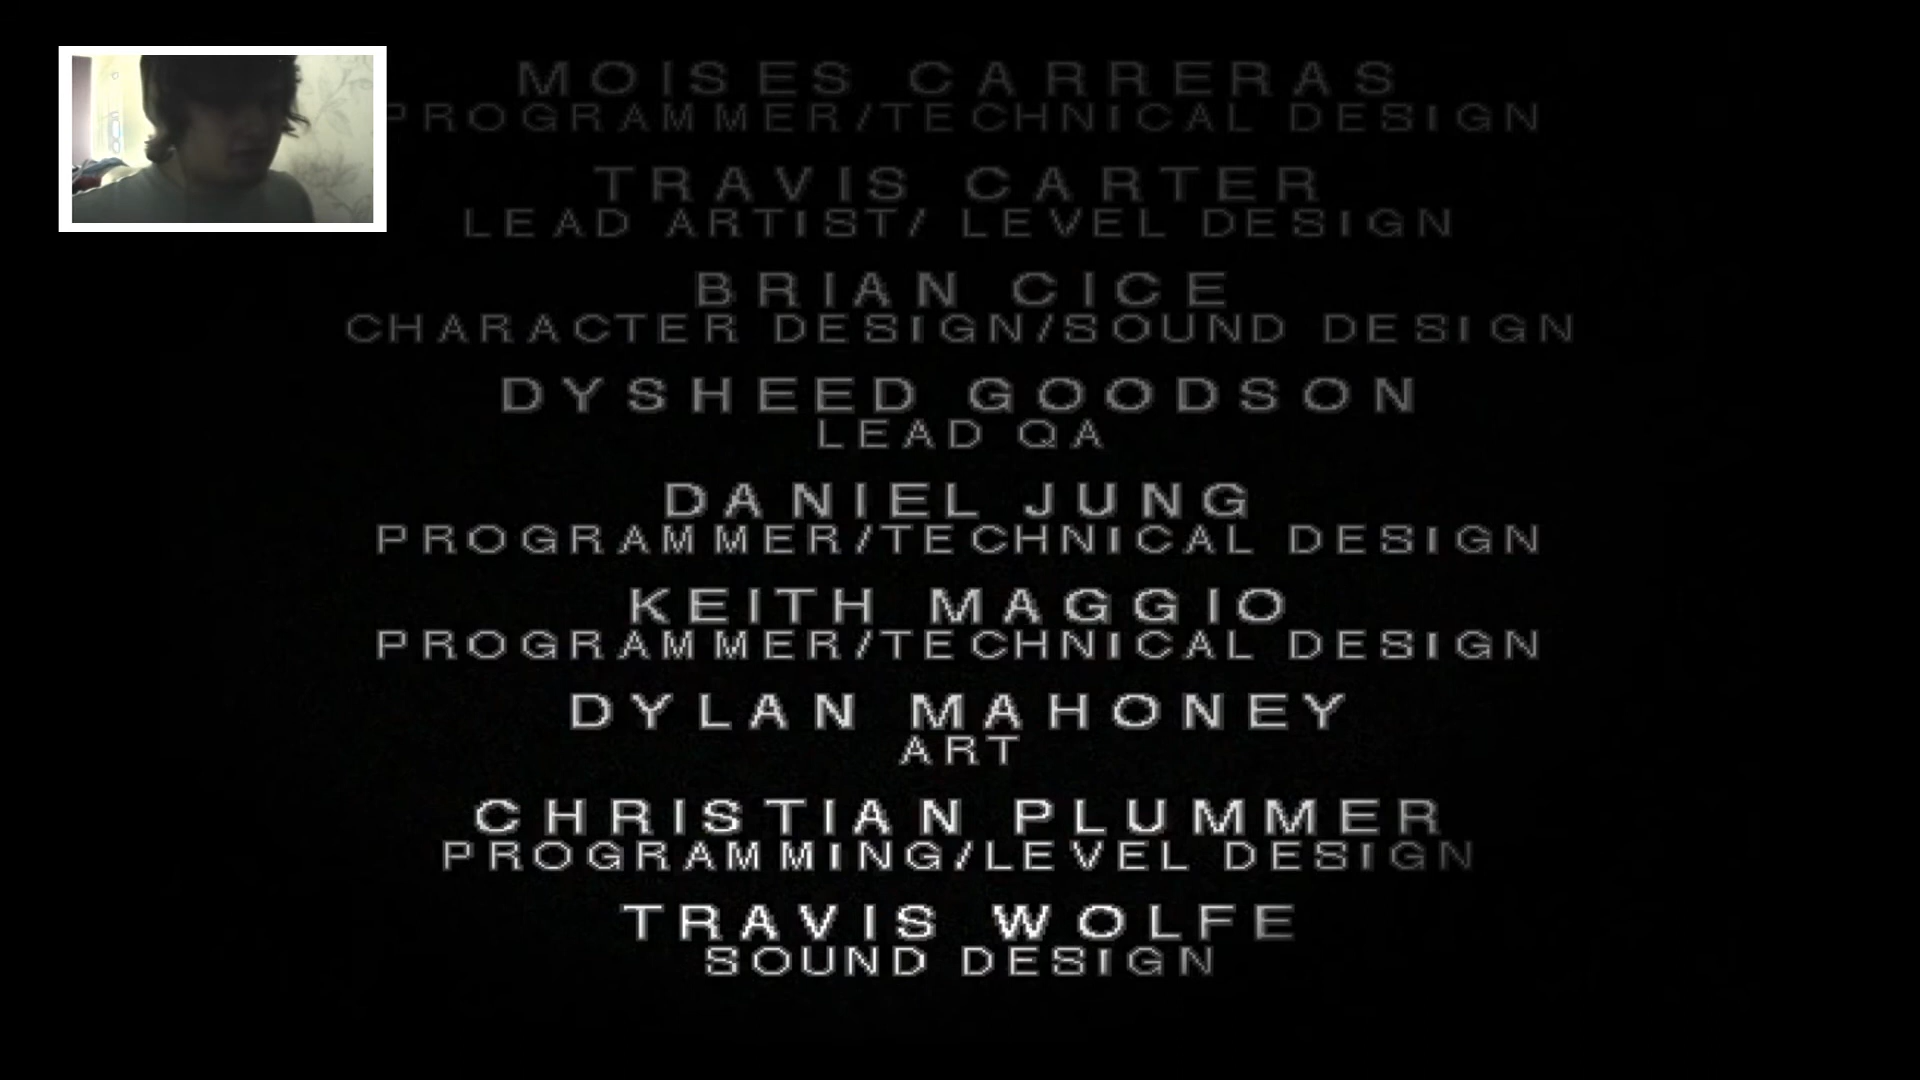 MOISES CARRERAS
PROGRAMMER/TECHNICAL DESIGN
TRAVIS CARTER
LEAD ARTIST/ LEVEL DESIGN
BRIAN CICE
CHARACTER DESIGN/SOUND DESIGN
DYSHEED GOODSON
LEAD QA
DANIEL JUNG
PROGRAMMER/TECHNICAL DESIGN
KEITH MAGGIO
PROGRAMMER/TECHNICAL DESIGN
DYLAN MAHONEY
ART
CHRISTIAN PLUMMER
PROGRAMMING/LEVEL DESIGN
TRAVIS WOLFE
SOUND DESIGN